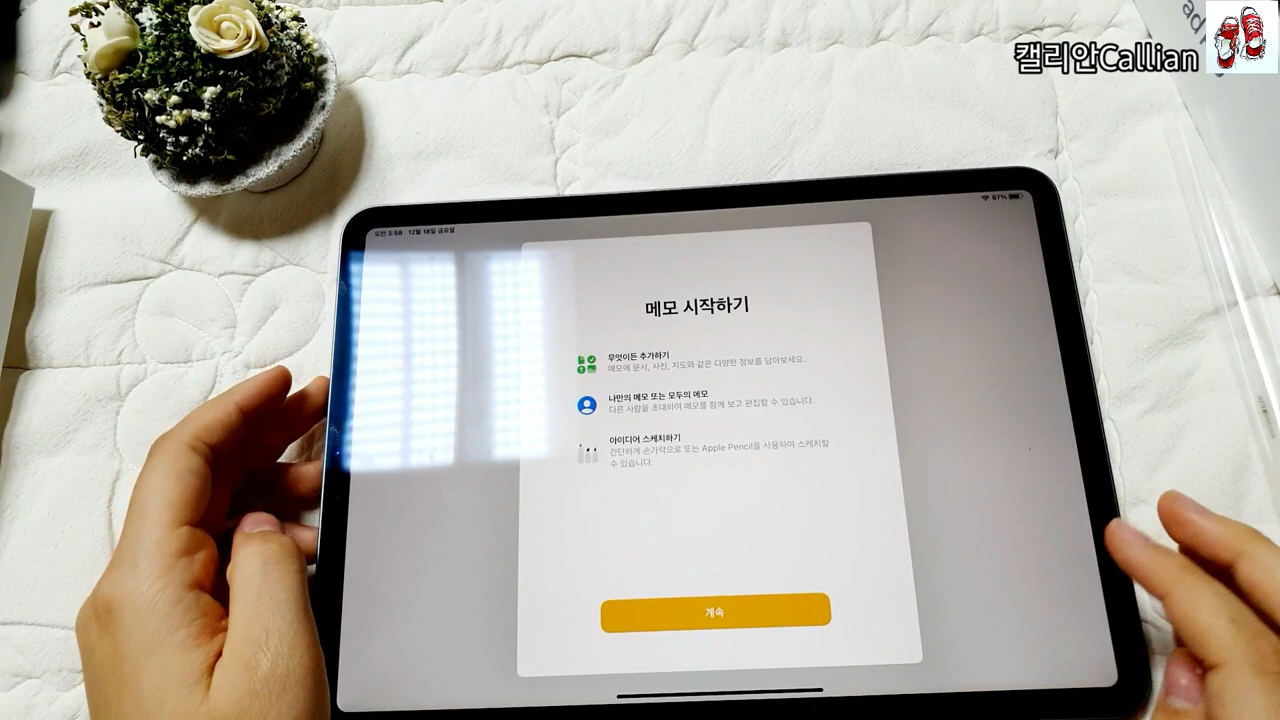 캘리안Callian
오전 3:58 12월 18일 금요일
87%
메모 시작하기
무엇이든 추가하기
메모에 문서, 사진, 지도와 같은 다양한 정보를 담아보세요.
나만의 메모 또는 모두의 메모
다른 사람을 초대하여 메모를 함께 보고 편집할 수 있습니다.
아이디어 스케치하기
간단하게 손가락으로 또는 Apple Pencil을 사용하여 스케치할
수 있습니다.
계속